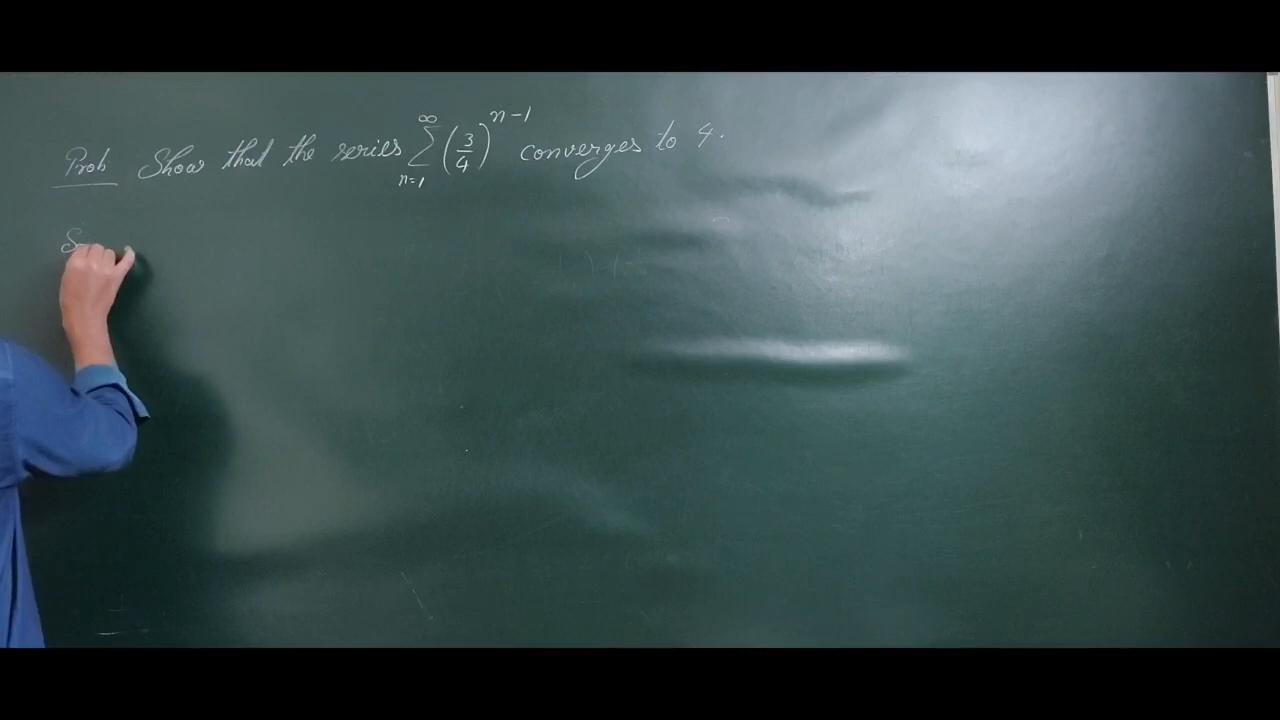 Prob Show that the series ∞ Σ n=1 (3/4)^n-1 converges to 4.
S